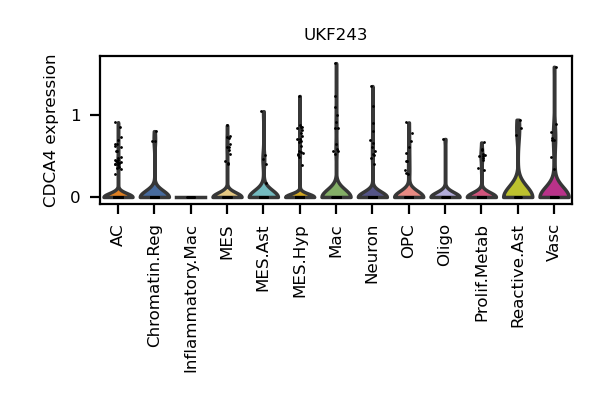 UKF243
CDCA4 expression
1
0
AC
Chromatin.Reg
Inflammatory.Mac
MES
MES.Ast
MES.Hyp
Mac
Neuron
OPC
Oligo
Prolif.Metab
Reactive.Ast
Vasc